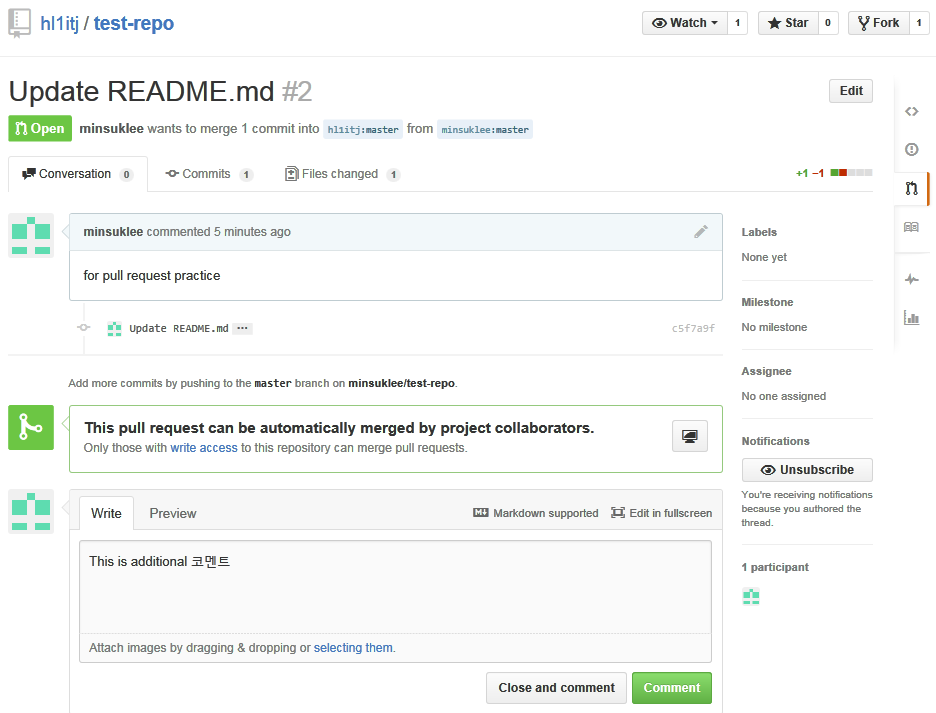 hl1itj / test-repo
Watch 1 Star 0 Fork 1
Update README.md #2
Edit
Open minsuklee wants to merge 1 commit into hl1itj:master from minsuklee:master
Conversation 0 Commits 1 Files changed 1
+1 −1
minsuklee commented 5 minutes ago
for pull request practice
Update README.md ... c5f7a9f
Add more commits by pushing to the master branch on minsuklee/test-repo.
This pull request can be automatically merged by project collaborators.
Only those with write access to this repository can merge pull requests.
Write Preview
Markdown supported Edit in fullscreen
This is additional 코멘트
Attach images by dragging & dropping or selecting them.
Close and comment Comment
Labels
None yet
Milestone
No milestone
Assignee
No one assigned
Notifications
Unsubscribe
You're receiving notifications
because you authored the
thread.
1 participant